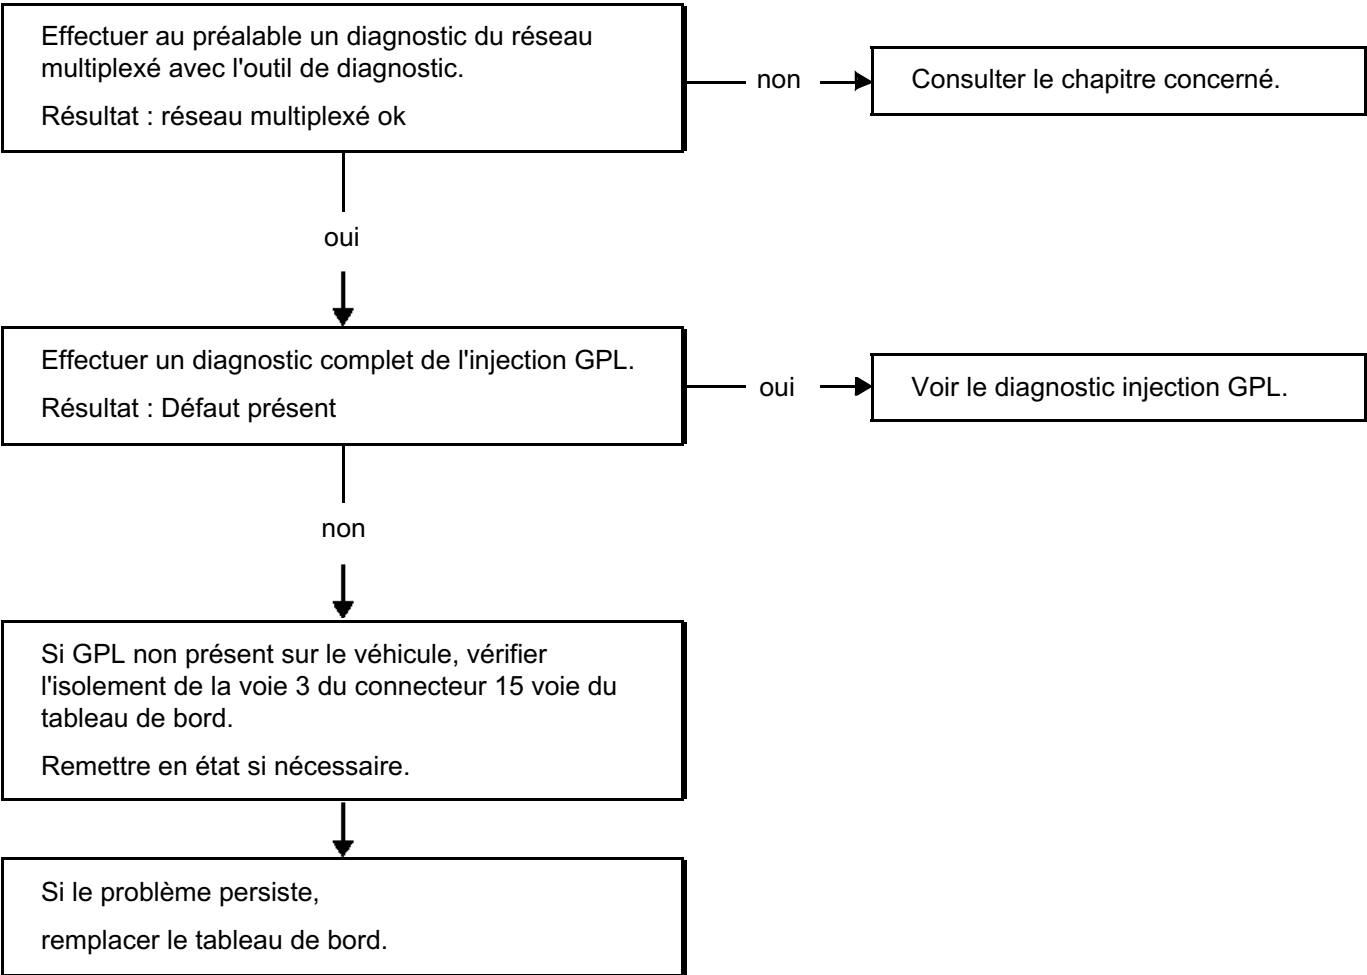 Effectuer au préalable un diagnostic du réseau
multiplexé avec l'outil de diagnostic.
Résultat : réseau multiplexé ok
non
Consulter le chapitre concerné.
oui
Effectuer un diagnostic complet de l'injection GPL.
Résultat : Défaut présent
oui
Voir le diagnostic injection GPL.
non
Si GPL non présent sur le véhicule, vérifier
l'isolement de la voie 3 du connecteur 15 voie du
tableau de bord.
Remettre en état si nécessaire.
Si le problème persiste,
remplacer le tableau de bord.